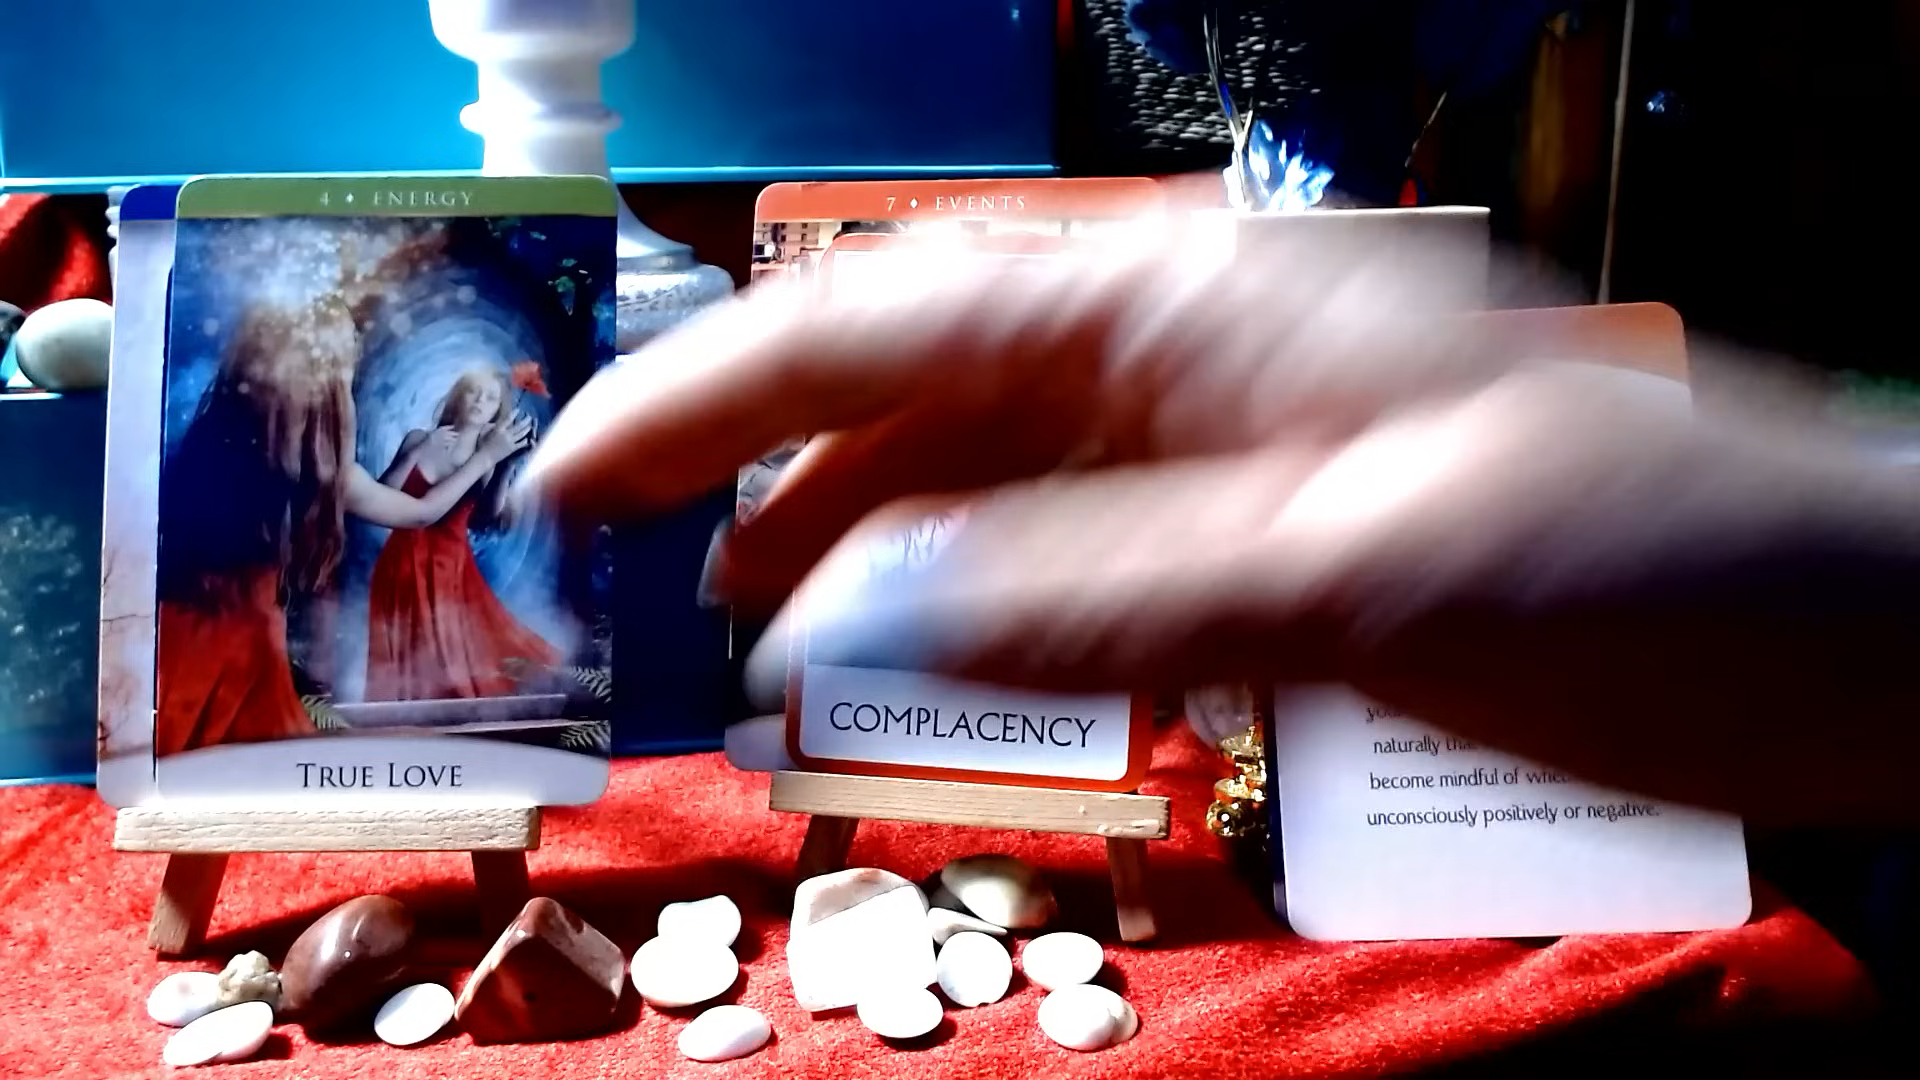 4 ♦ ENERGY
TRUE LOVE
7 ♦ EVENTS
COMPLACENCY
naturally
become mindful of
unconsciously positively or negative.